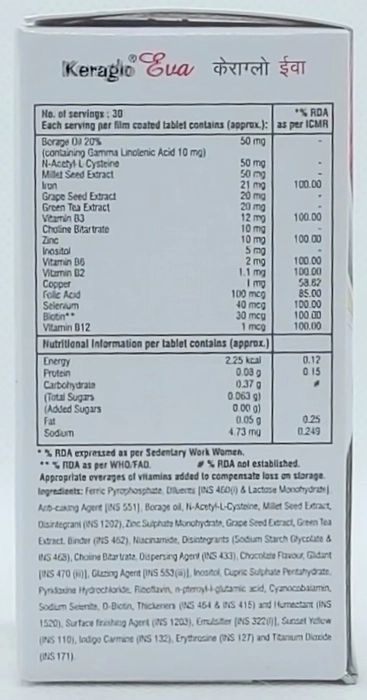 Keraglo® Eva केराग्लो ईवा
No. of servings : 30 *% RDA
Each serving per film coated tablet contains (approx.): as per ICMR
Borage Oil 20% 50 mg -
(containing Gamma Linolenic Acid 10 mg)
N-Acetyl-L-Cysteine 50 mg -
Millet Seed Extract 50 mg -
Iron 21 mg 100.00
Grape Seed Extract 20 mg -
Green Tea Extract 20 mg -
Vitamin B3 12 mg 100.00
Choline Bitartrate 10 mg -
Zinc 10 mg 100.00
Inositol 5 mg -
Vitamin B6 2 mg 100.00
Vitamin B2 1.1 mg 100.00
Copper 1 mg 58.82
Folic Acid 100 mcg 85.00
Selenium 40 mcg 100.00
Biotin** 30 mcg 100.00
Vitamin B12 1 mcg 100.00
Nutritional Information per tablet contains (approx.)
Energy 2.25 kcal 0.12
Protein 0.08 g 0.15
Carbohydrate 0.37 g #
(Total Sugars 0.063 g)
(Added Sugars 0.00 g)
Fat 0.05 g 0.25
Sodium 4.73 mg 0.249
*% RDA expressed as per Sedentary Work Women.
**% RDA as per WHO/FAO. #% RDA not established.
Appropriate overages of vitamins added to compensate loss on storage.
Ingredients: Ferric Pyrophosphate, Diluents [INS 460(i) & Lactose Monohydrate],
Anti-caking Agent (INS 551), Borage oil, N-Acetyl-L-Cysteine, Millet Seed Extract,
Disintegrant (INS 1202), Zinc Sulphate Monohydrate, Grape Seed Extract, Green Tea
Extract, Binder (INS 462), Niacinamide, Disintegrants (Sodium Starch Glycolate &
INS 468), Choline Bitartrate, Dispersing Agent (INS 433), Chocolate Flavour, Glidant
[INS 470 (iii)], Glazing Agent [INS 553(iii)], Inositol, Cupric Sulphate Pentahydrate,
Pyridoxine Hydrochloride, Riboflavin, n-pteroyl-l-glutamic acid, Cyanocobalamin,
Sodium Selenite, D-Biotin, Thickeners (INS 464 & INS 415) and Humectant (INS
1520), Surface finishing Agent (INS 1203), Emulsifier [INS 322(i)], Sunset Yellow
(INS 110), Indigo Carmine (INS 132), Erythrosine (INS 127) and Titanium Dioxide
(INS 171).